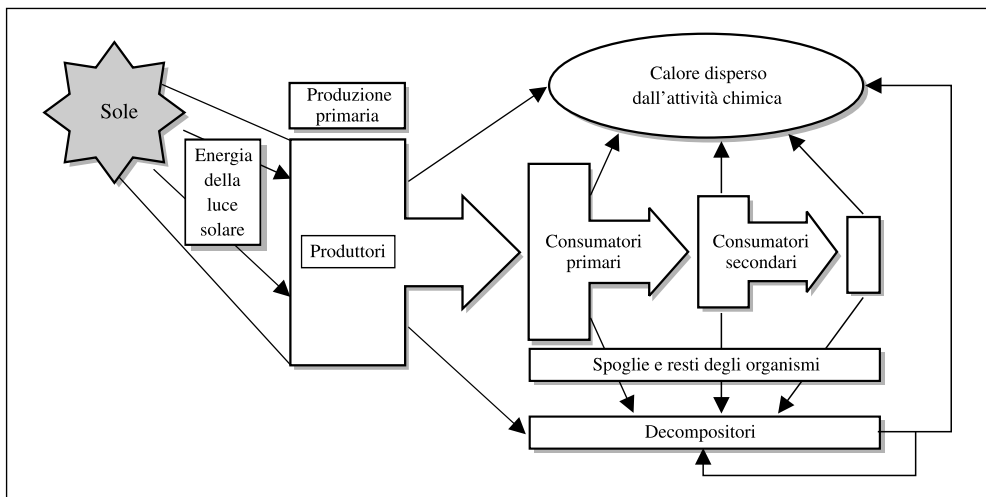 Sole
Energia
della
luce
solare
Produzione
primaria
Produttori
Calore disperso
dall'attività chimica
Consumatori
primari
Consumatori
secondari
Spoglie e resti degli organismi
Decompositori